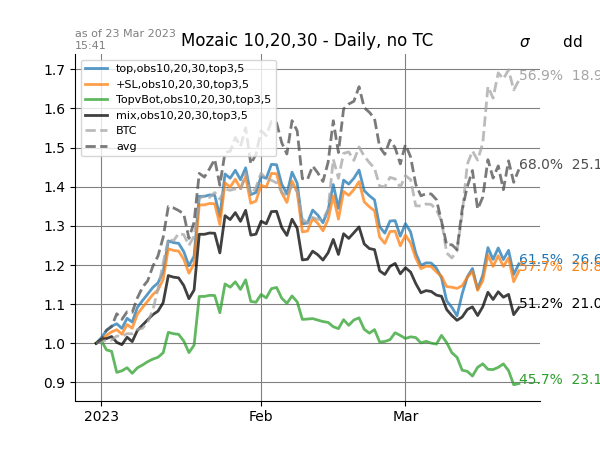 as of 23 Mar 2023
15:41
Mozaic 10,20,30 - Daily, no TC
σ dd
top,obs10,20,30,top3,5
+SL,obs10,20,30,top3,5
TopvBot,obs10,20,30,top3,5
mix,obs10,20,30,top3,5
BTC
avg
1.7
1.6
1.5
1.4
1.3
1.2
1.1
1.0
0.9
56.9% 18.9
68.0% 25.1
61.5% 26.6
57.7% 20.8
51.2% 21.0
45.7% 23.1
2023 Feb Mar